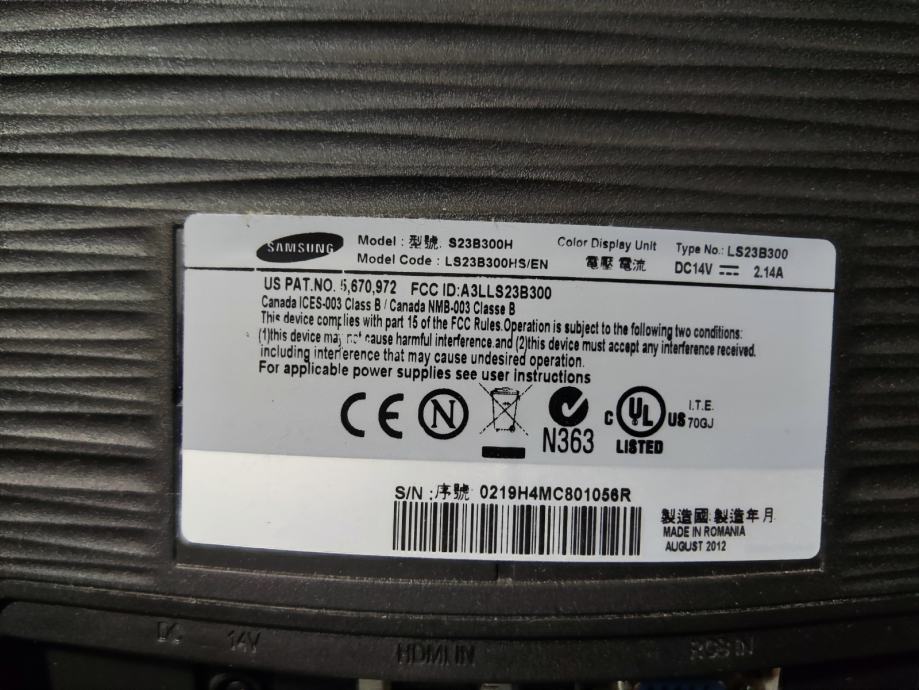 SAMSUNG
Model : 型號. S23B300H
Color Display Unit
Type No.: LS23B300
Model Code : LS23B300HS/EN
電壓 電流
DC14V 2.14A
US PAT.NO. 5,670,972 FCC ID:A3LLS23B300
Canada ICES-003 Class B / Canada NMB-003 Classe B
This device complies with part 15 of the FCC Rules.Operation is subject to the following two conditions:
(1)this device may not cause harmful interference,and (2)this device must accept any interference received.
including interference that may cause undesired operation.
For applicable power supplies see user instructions
CE N
N363
C UL US
LISTED
I.T.E.
70GJ
S/N :序號 0219H4MC801056R
製造國.製造年月
MADE IN ROMANIA
AUGUST 2012
DC 14V
HDMI IN
RGB IN